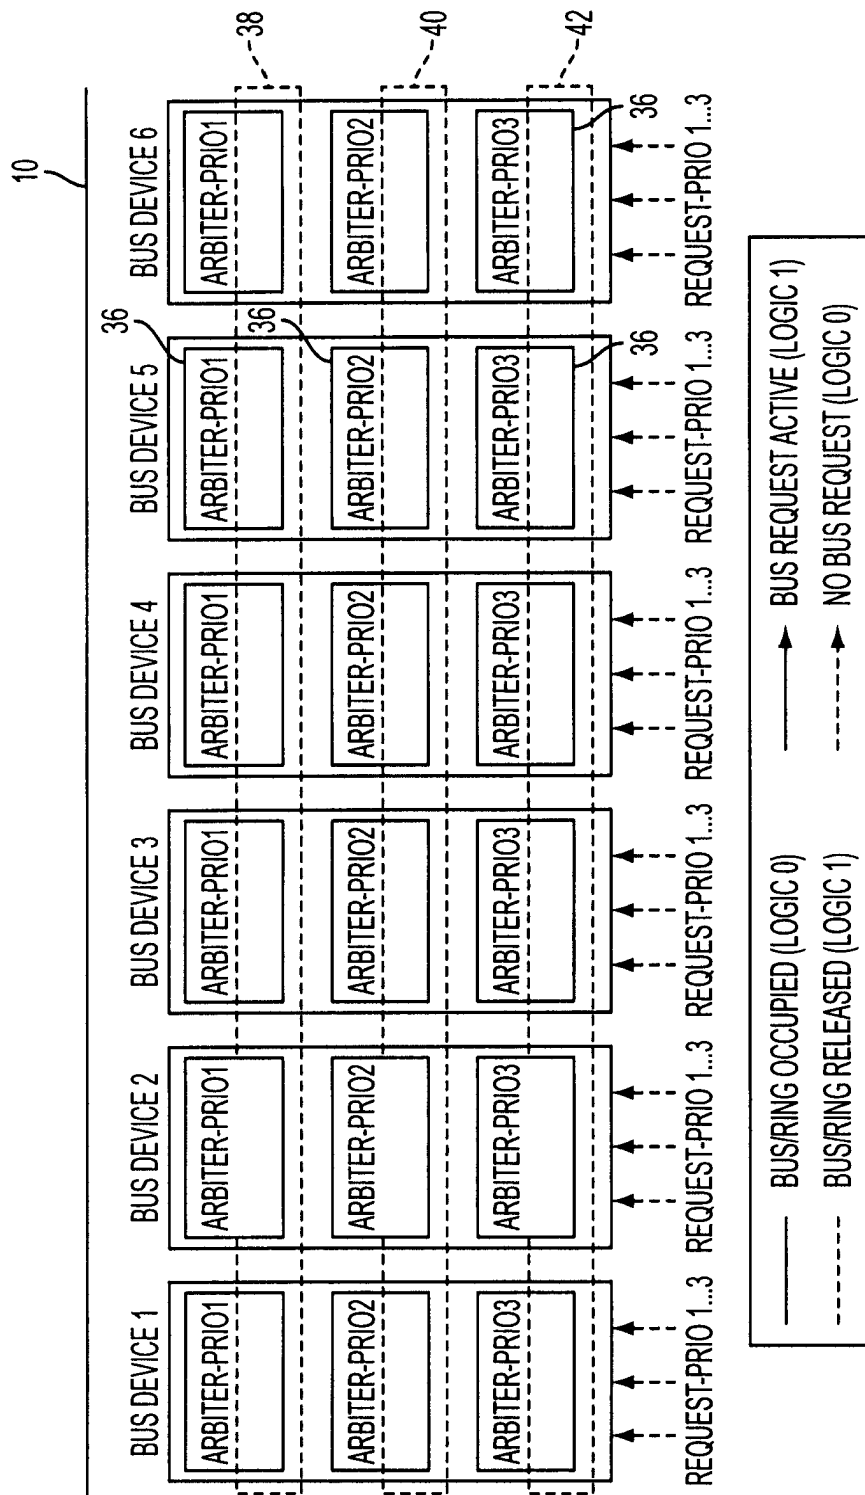 10
BUS DEVICE 1
BUS DEVICE 2
BUS DEVICE 3
BUS DEVICE 4
BUS DEVICE 5
BUS DEVICE 6
36
ARBITER-PRIO1
ARBITER-PRIO1
ARBITER-PRIO1
ARBITER-PRIO1
ARBITER-PRIO1
ARBITER-PRIO1
38
36
ARBITER-PRIO2
ARBITER-PRIO2
ARBITER-PRIO2
ARBITER-PRIO2
ARBITER-PRIO2
ARBITER-PRIO2
40
ARBITER-PRIO3
ARBITER-PRIO3
ARBITER-PRIO3
ARBITER-PRIO3
ARBITER-PRIO3
ARBITER-PRIO3
42
36
36
REQUEST-PRIO 1...3
REQUEST-PRIO 1...3
REQUEST-PRIO 1...3
REQUEST-PRIO 1...3
REQUEST-PRIO 1...3
REQUEST-PRIO 1...3
BUS/RING OCCUPIED (LOGIC 0)
BUS REQUEST ACTIVE (LOGIC 1)
BUS/RING RELEASED (LOGIC 1)
NO BUS REQUEST (LOGIC 0)